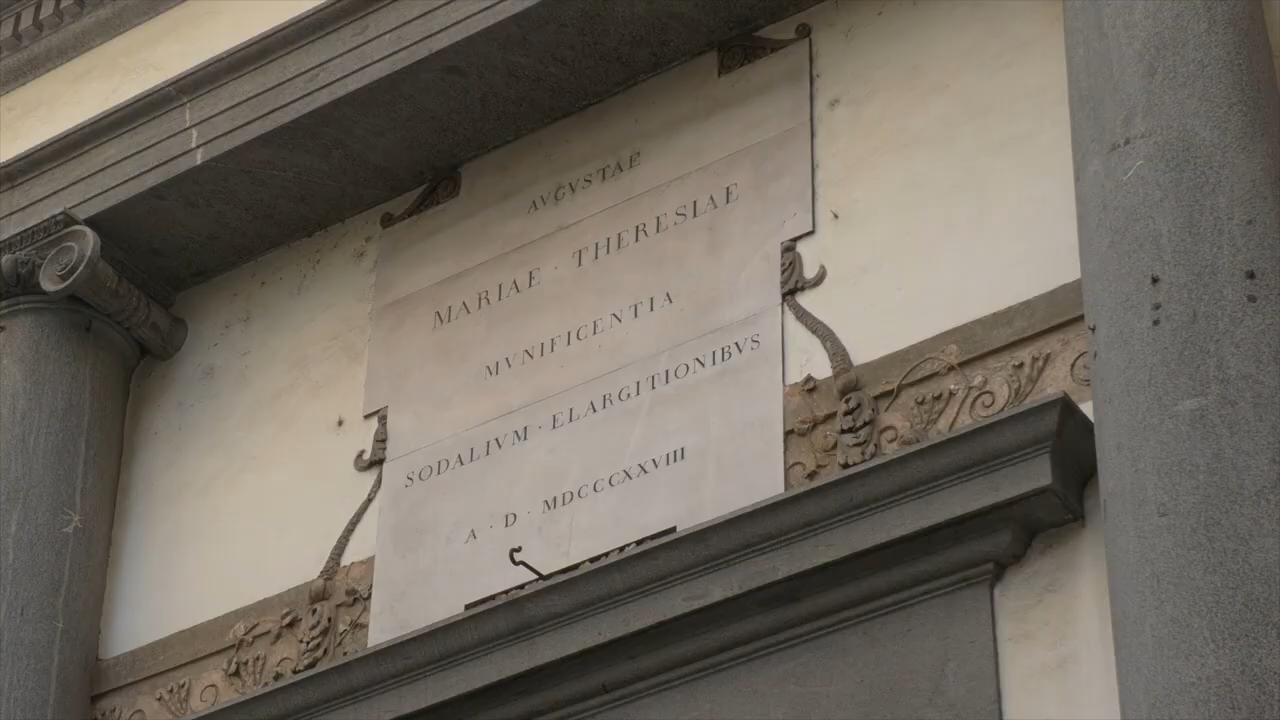 AVGVSTAE
MARIAE · THERESIAE
MVNIFICENTIA
SODALIVM · ELARGITIONIBVS
A · D · MDCCCXXVIII